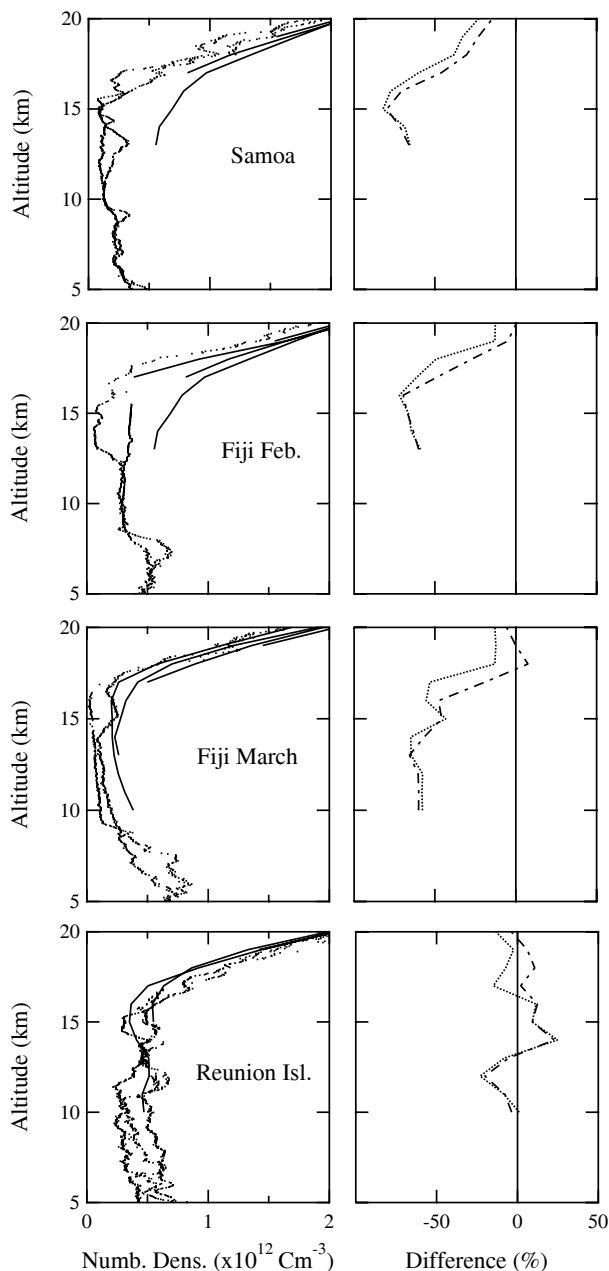 20
15
10
5
Altitude (km)
Samoa
20
15
10
5
Altitude (km)
Fiji Feb.
20
15
10
5
Altitude (km)
Fiji March
20
15
10
5
Altitude (km)
Reunion Isl.
0 1 2
-50 0 50
Numb. Dens. (x10¹² Cm⁻³)
Difference (%)